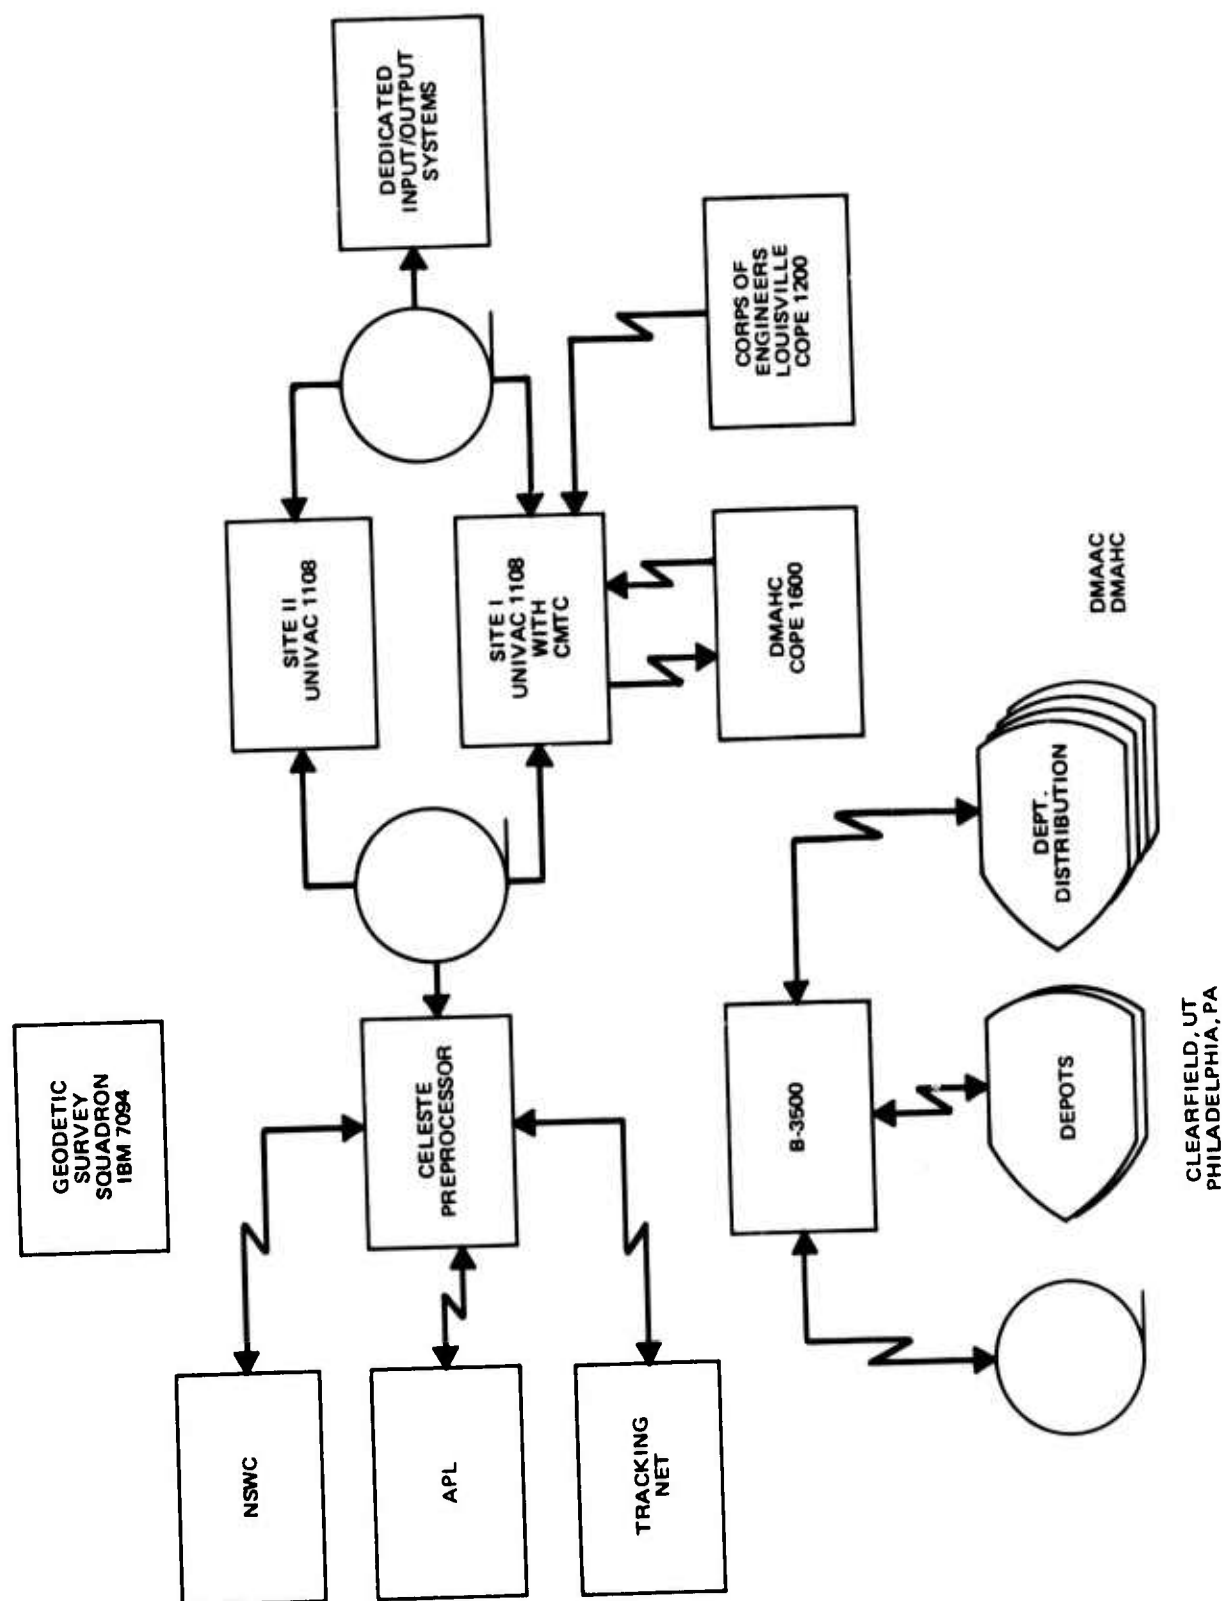 GEODETIC
SURVEY
SQUADRON
IBM 7094
NSWC
APL
TRACKING
NET
CELESTE
PREPROCESSOR
SITE II
UNIVAC 1108
SITE I
UNIVAC 1108
WITH
CMTC
DEDICATED
INPUT/OUTPUT
SYSTEMS
DMAHC
COPE 1600
CORPS OF
ENGINEERS
LOUISVILLE
COPE 1200
B-3500
DEPOTS
CLEARFIELD, UT
PHILADELPHIA, PA
DEPT.
DISTRIBUTION
DMAAC
DMAHC